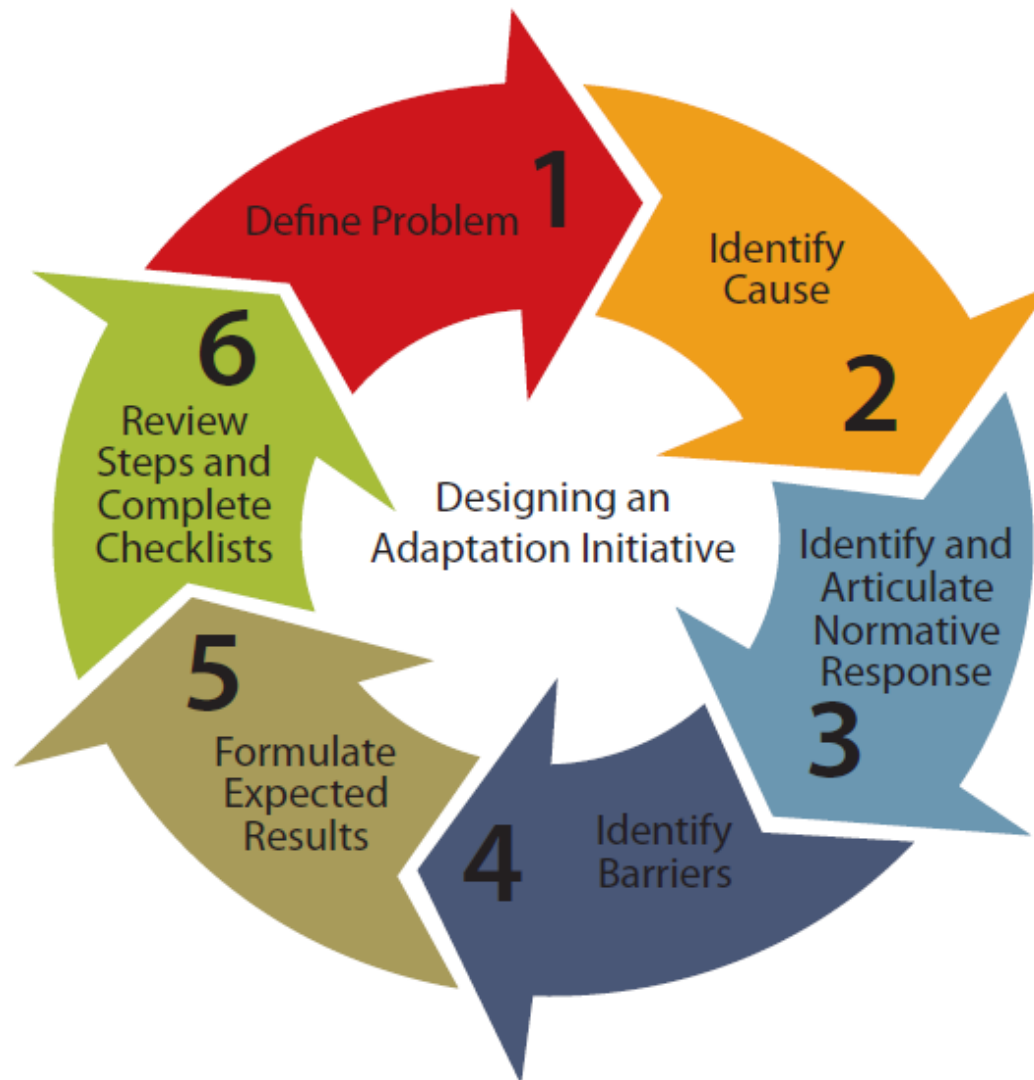 Define Problem
1
Identify
Cause
2
Identify and
Articulate
Normative
Response
3
Identify
Barriers
4
5
Formulate
Expected
Results
6
Review
Steps and
Complete
Checklists
Designing an
Adaptation Initiative